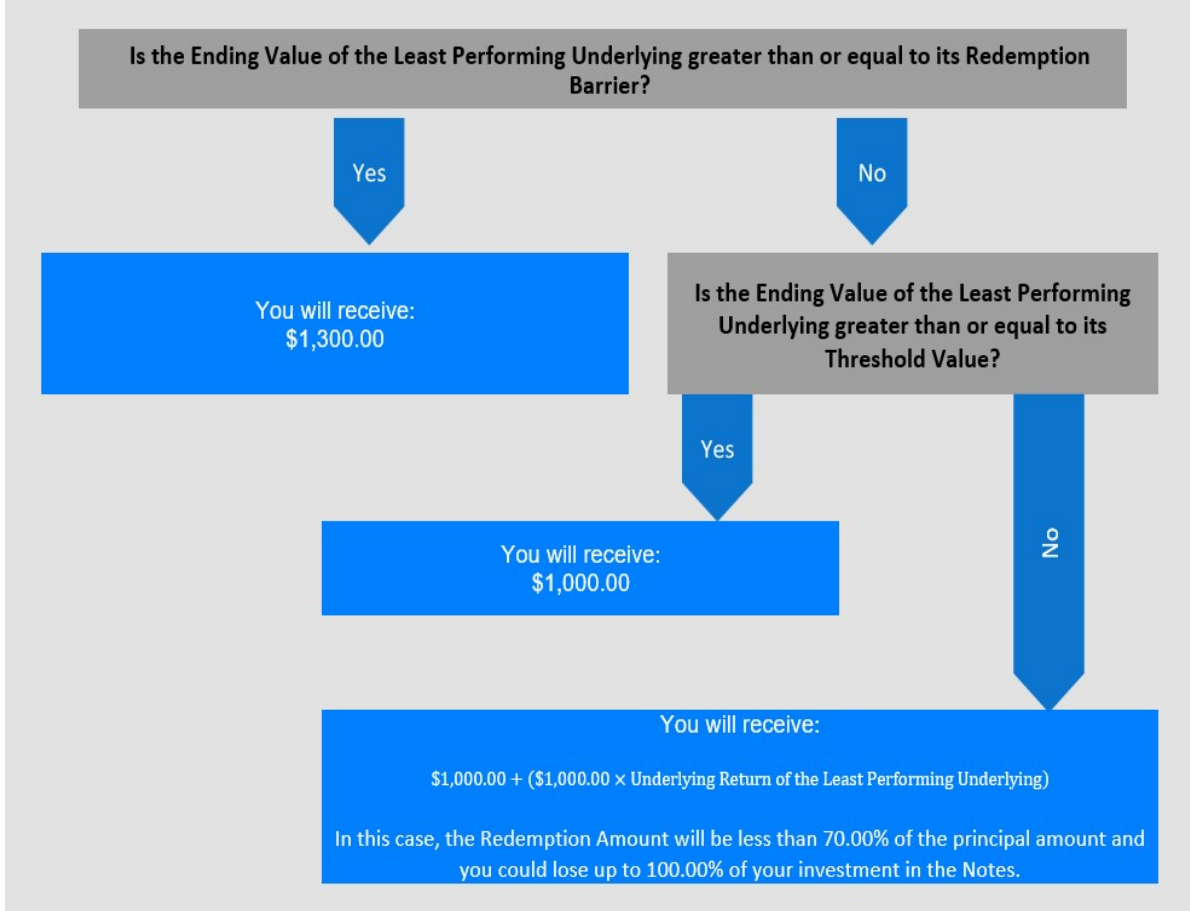 Is the Ending Value of the Least Performing Underlying greater than or equal to its Redemption
Barrier?
Yes
No
You will receive:
$1,300.00
Is the Ending Value of the Least Performing
Underlying greater than or equal to its
Threshold Value?
Yes
No
You will receive:
$1,000.00
You will receive:
$1,000.00 + ($1,000.00 × Underlying Return of the Least Performing Underlying)
In this case, the Redemption Amount will be less than 70.00% of the principal amount and
you could lose up to 100.00% of your investment in the Notes.